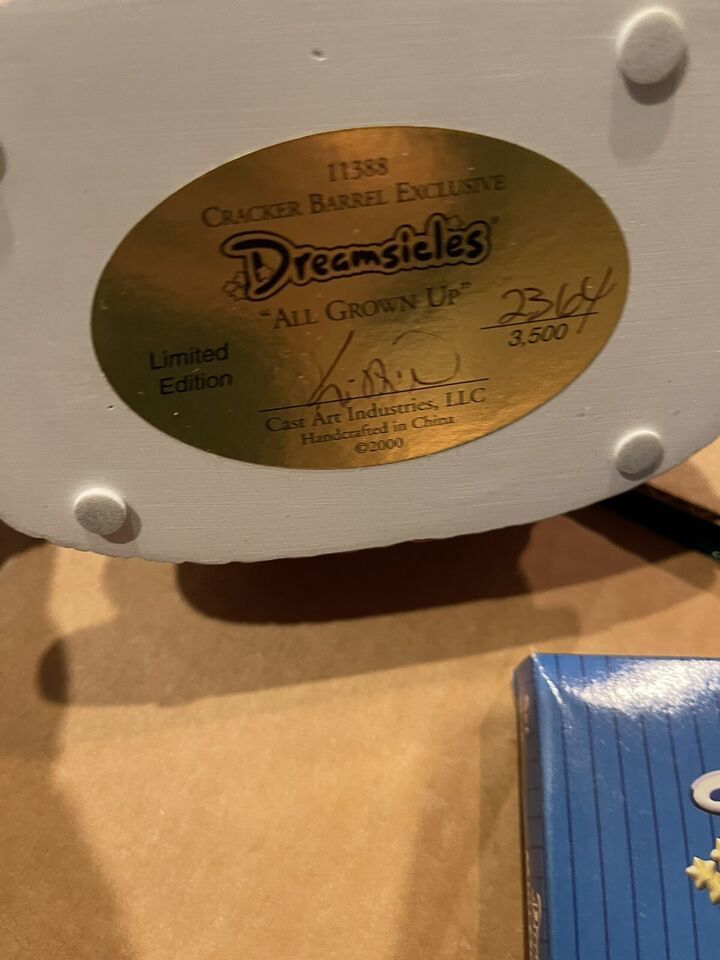 11388
CRACKER BARREL EXCLUSIVE
Dreamsicles®
"ALL GROWN UP"
Limited
Edition
2364
3,500
Cast Art Industries, LLC
Handcrafted in China
©2000